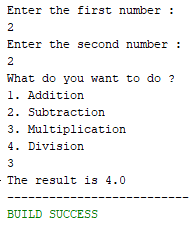 Enter the first number :
2
Enter the second number :
2
What do you want to do ?
1. Addition
2. Subtraction
3. Multiplication
4. Division
3
The result is 4.0
------------------------------------
BUILD SUCCESS